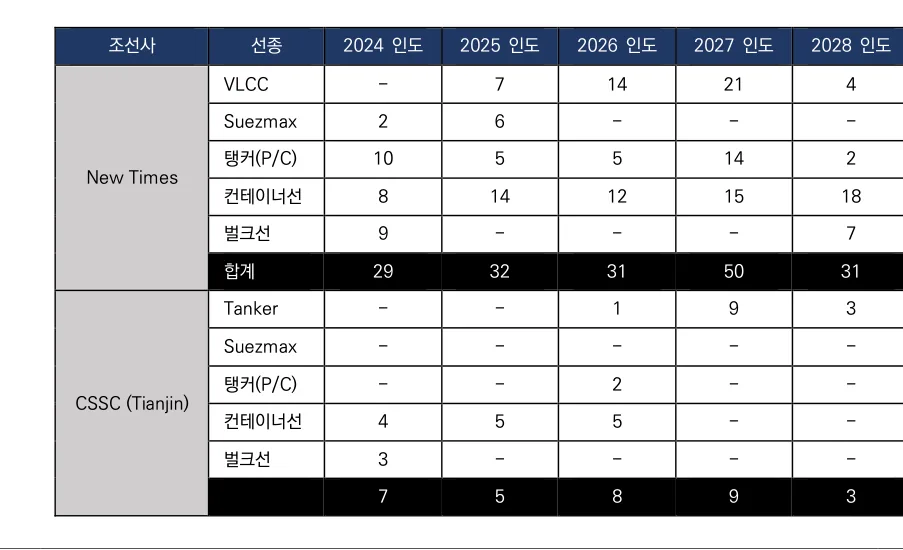 조선사 선종 2024 인도 2025 인도 2026 인도 2027 인도 2028 인도
New Times
VLCC - 7 14 21 4
Suezmax 2 6 - - -
탱커(P/C) 10 5 5 14 2
컨테이너선 8 14 12 15 18
벌크선 9 - - - 7
합계 29 32 31 50 31
CSSC (Tianjin)
Tanker - - 1 9 3
Suezmax - - - - -
탱커(P/C) - - 2 - -
컨테이너선 4 5 5 - -
벌크선 3 - - - -
7 5 8 9 3